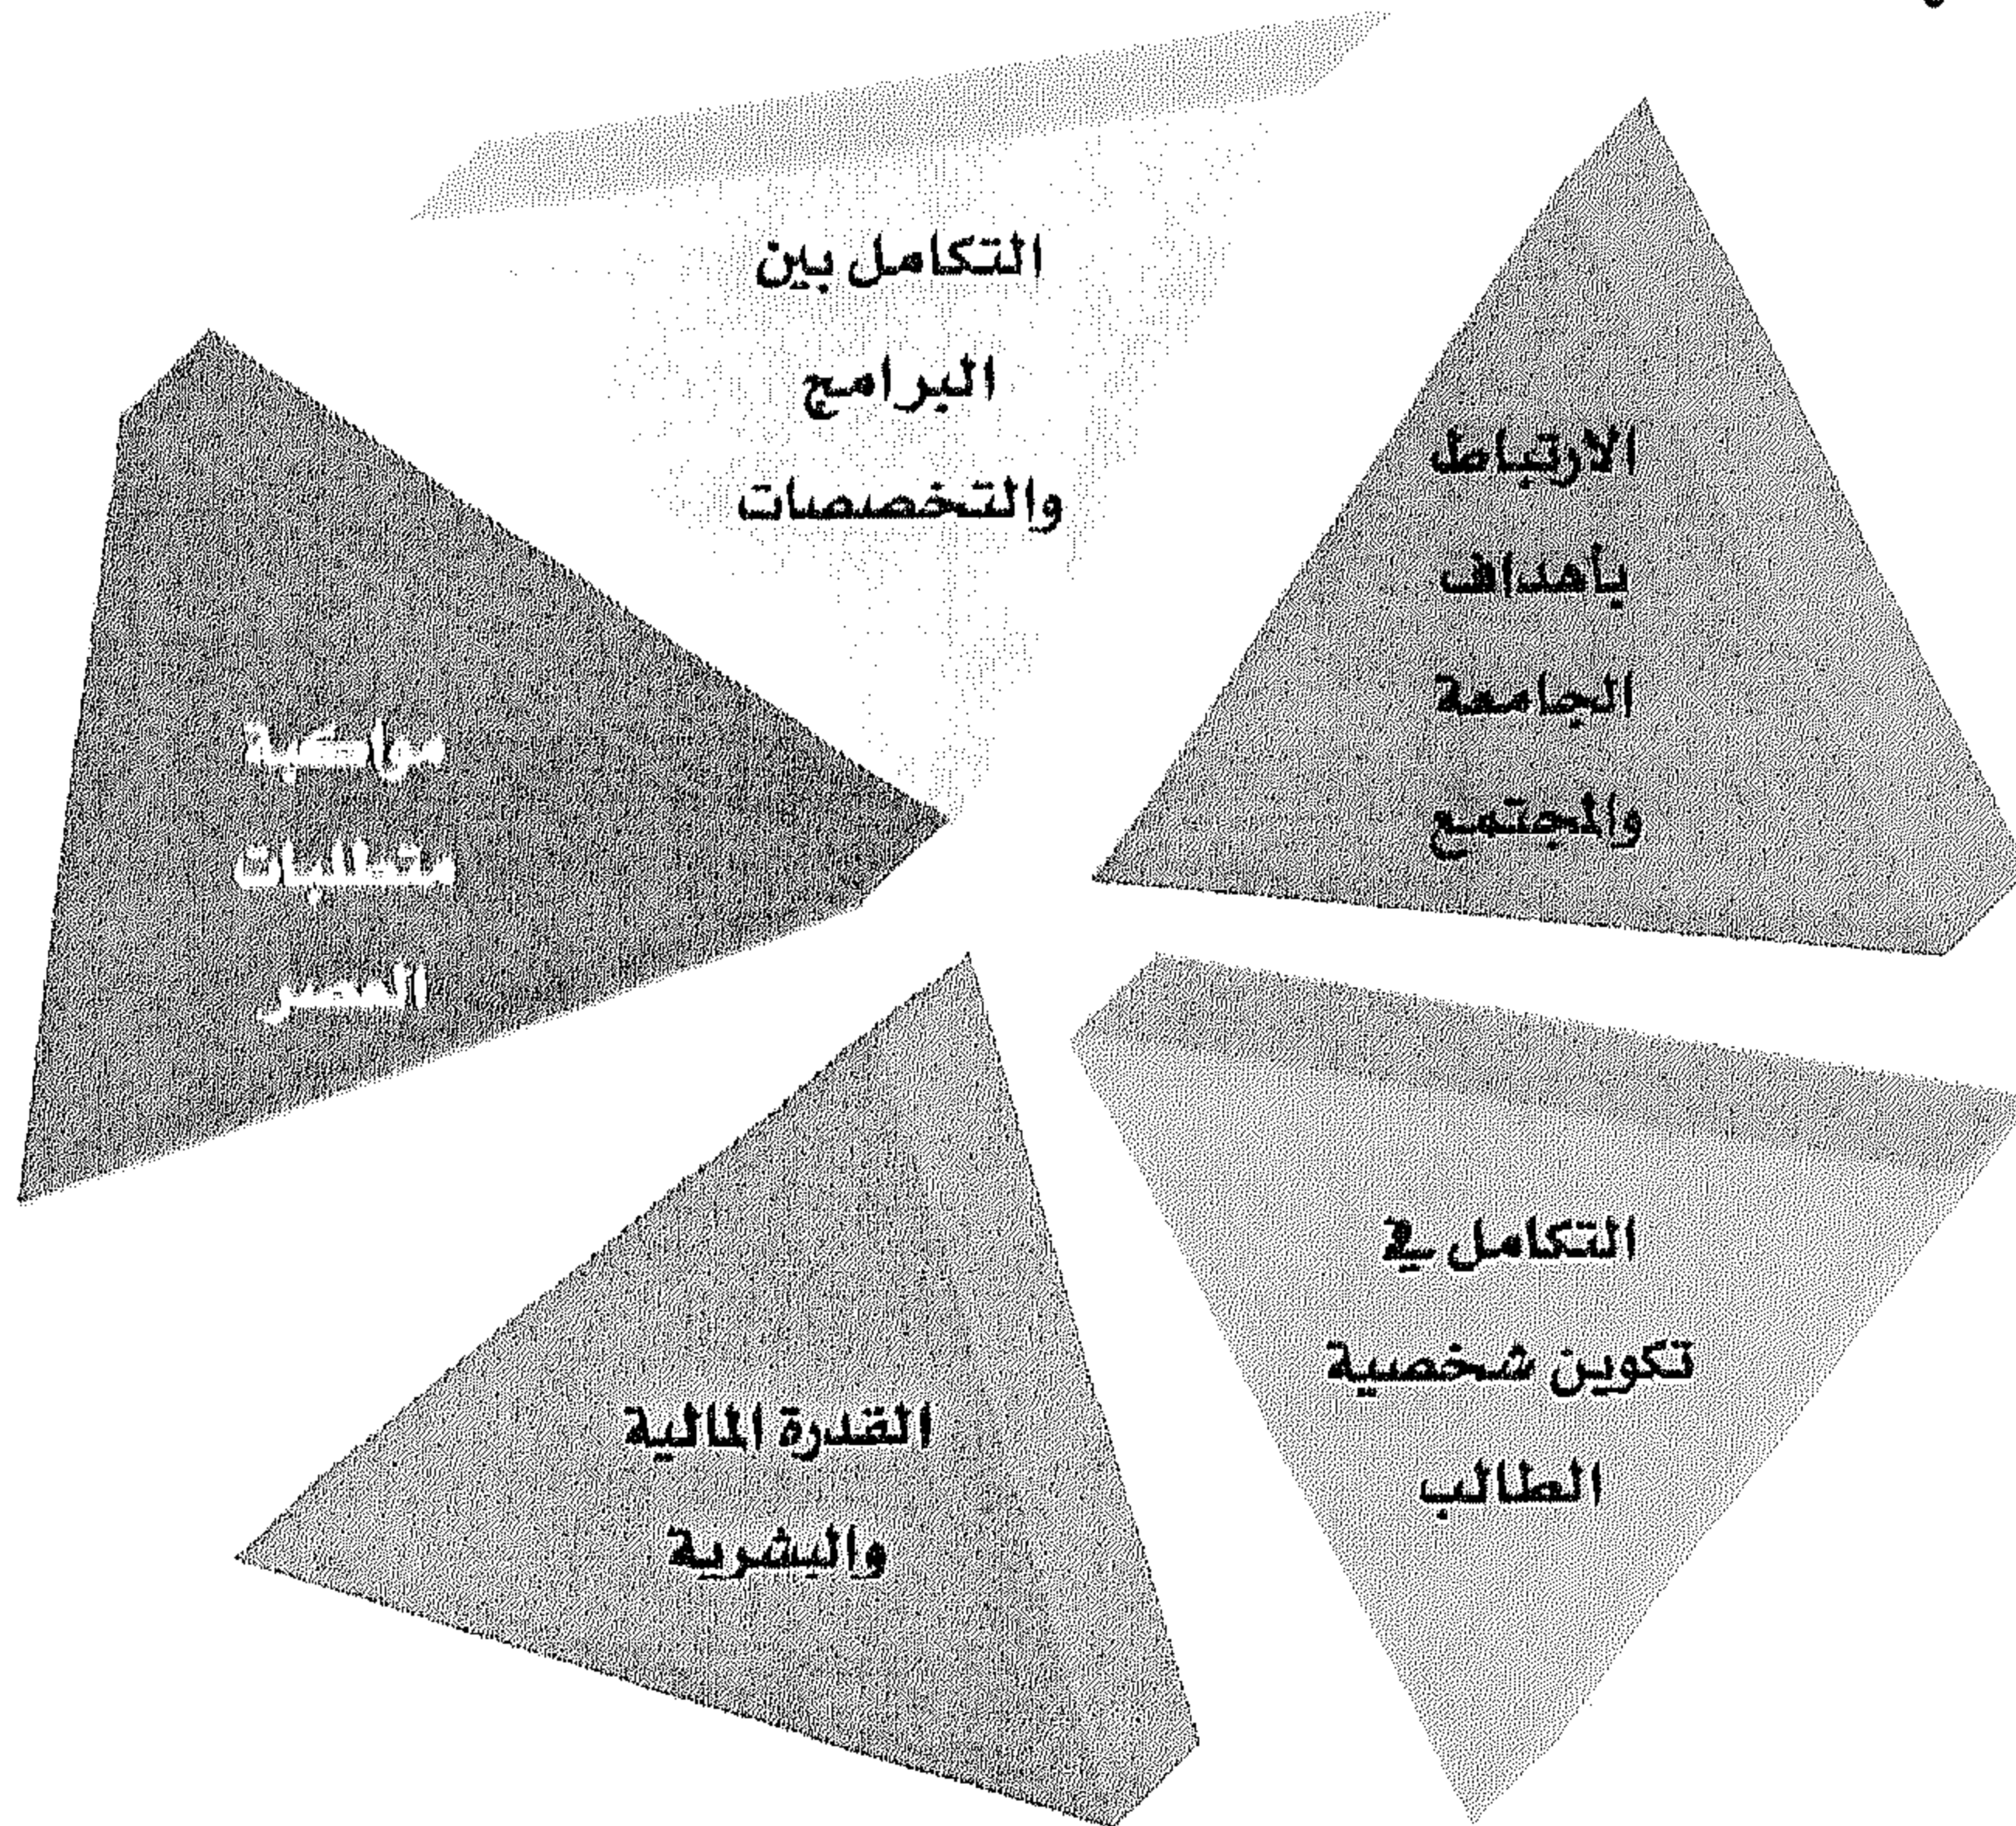 الارتباط
بأهداف
الجامعة
والمجتمع
التكامل في
تكوين شخصية
الطالب
القدرة المالية
والبشرية
مواكبة
متطلبات
العصر
التكامل بين
البرامج
والتخصصات